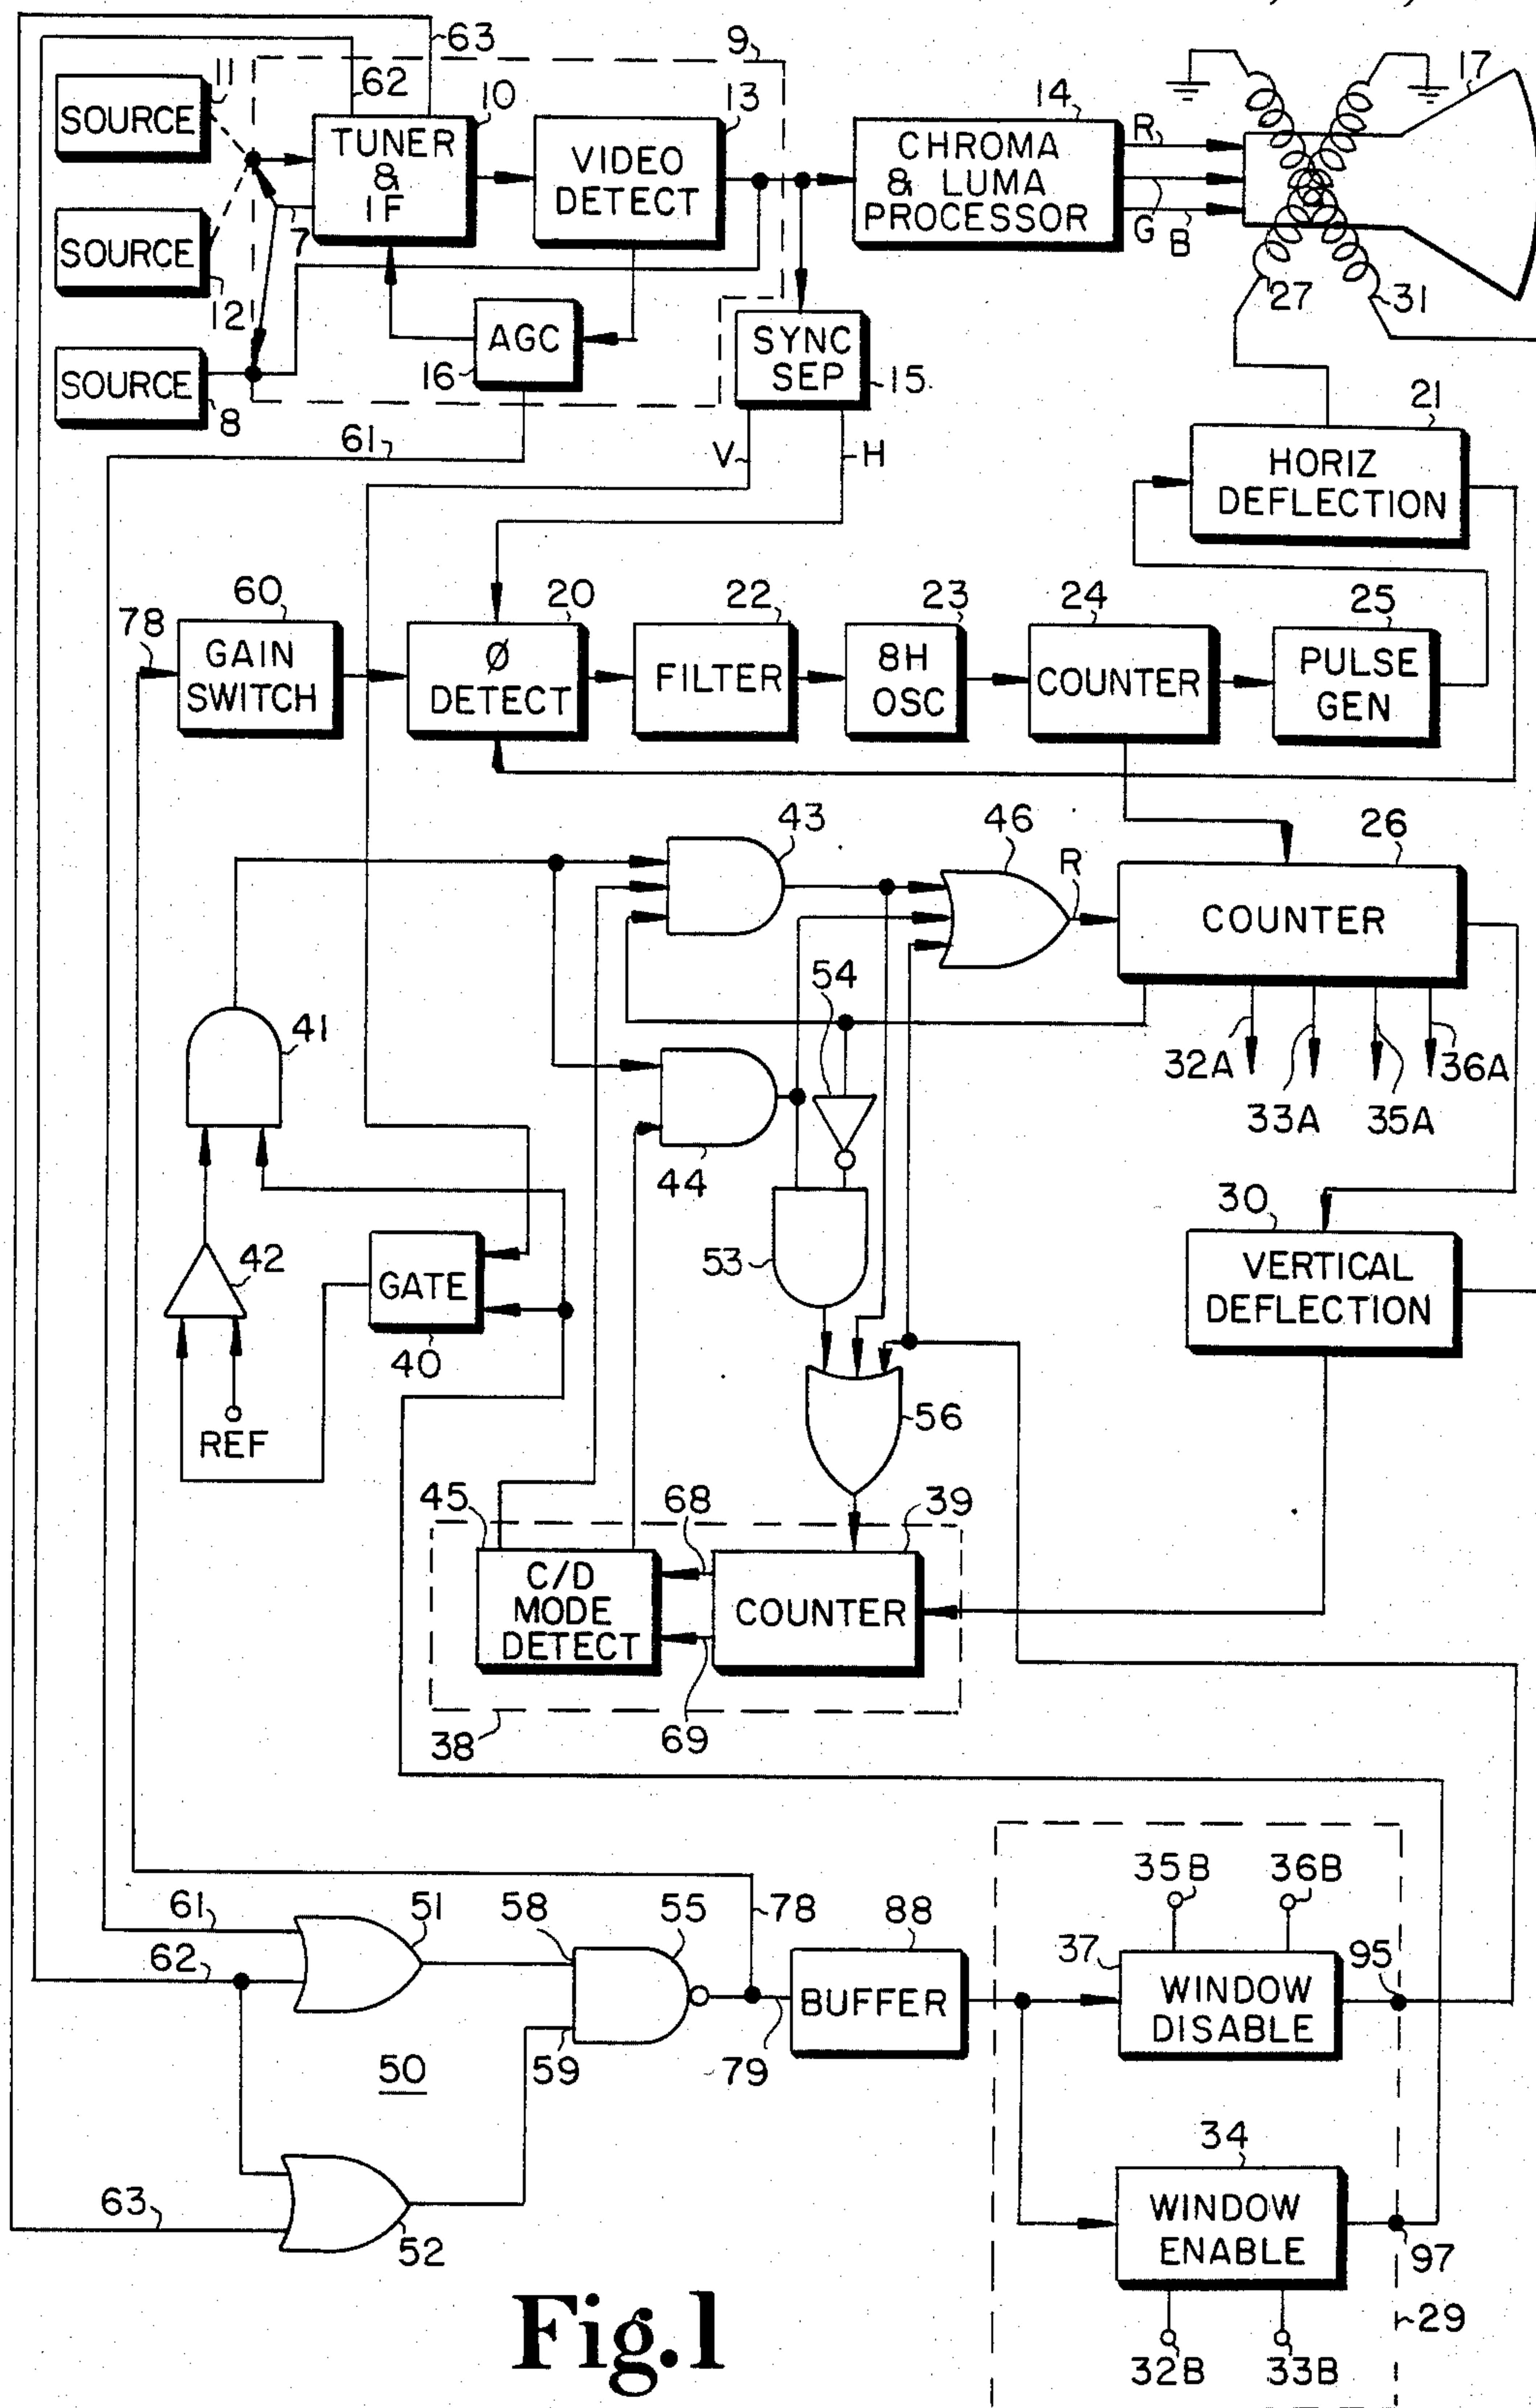 63
9
11
62
10
13
14
17
SOURCE
TUNER
& 
IF
VIDEO
DETECT
CHROMA
& LUMA
PROCESSOR
R
G
B
SOURCE
7
12
27
31
AGC
16
SYNC
SEP
15
SOURCE
8
61
V
H
21
HORIZ
DEFLECTION
60
20
22
23
24
25
78
GAIN
SWITCH
Ø
DETECT
FILTER
8H
OSC
COUNTER
PULSE
GEN
43
46
R
26
COUNTER
54
41
32A
36A
33A
35A
44
30
42
GATE
53
VERTICAL
DEFLECTION
40
REF
56
45
68
39
C/D
MODE
DETECT
COUNTER
38
69
35B
36B
61
51
58
55
78
88
62
37
95
BUFFER
WINDOW
DISABLE
50
59
79
34
63
52
WINDOW
ENABLE
97
29
32B
33B
Fig.1